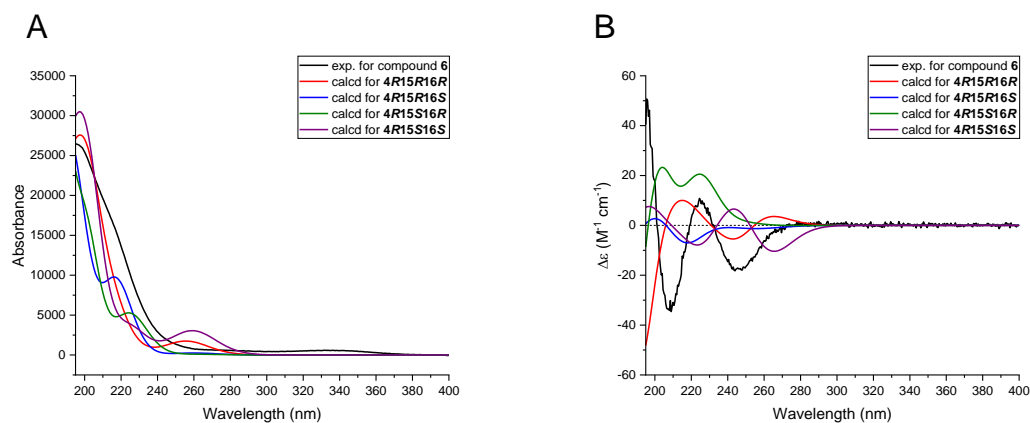 A
exp. for compound 6
calcd for 4R15R16R
calcd for 4R15R16S
calcd for 4R15S16R
calcd for 4R15S16S
35000
30000
25000
20000
15000
10000
5000
0
Absorbance
200 220 240 260 280 300 320 340 360 380 400
Wavelength (nm)
B
exp. for compound 6
calcd for 4R15R16R
calcd for 4R15R16S
calcd for 4R15S16R
calcd for 4R15S16S
60
40
20
0
-20
-40
-60
Δε (M⁻¹ cm⁻¹)
200 220 240 260 280 300 320 340 360 380 400
Wavelength (nm)